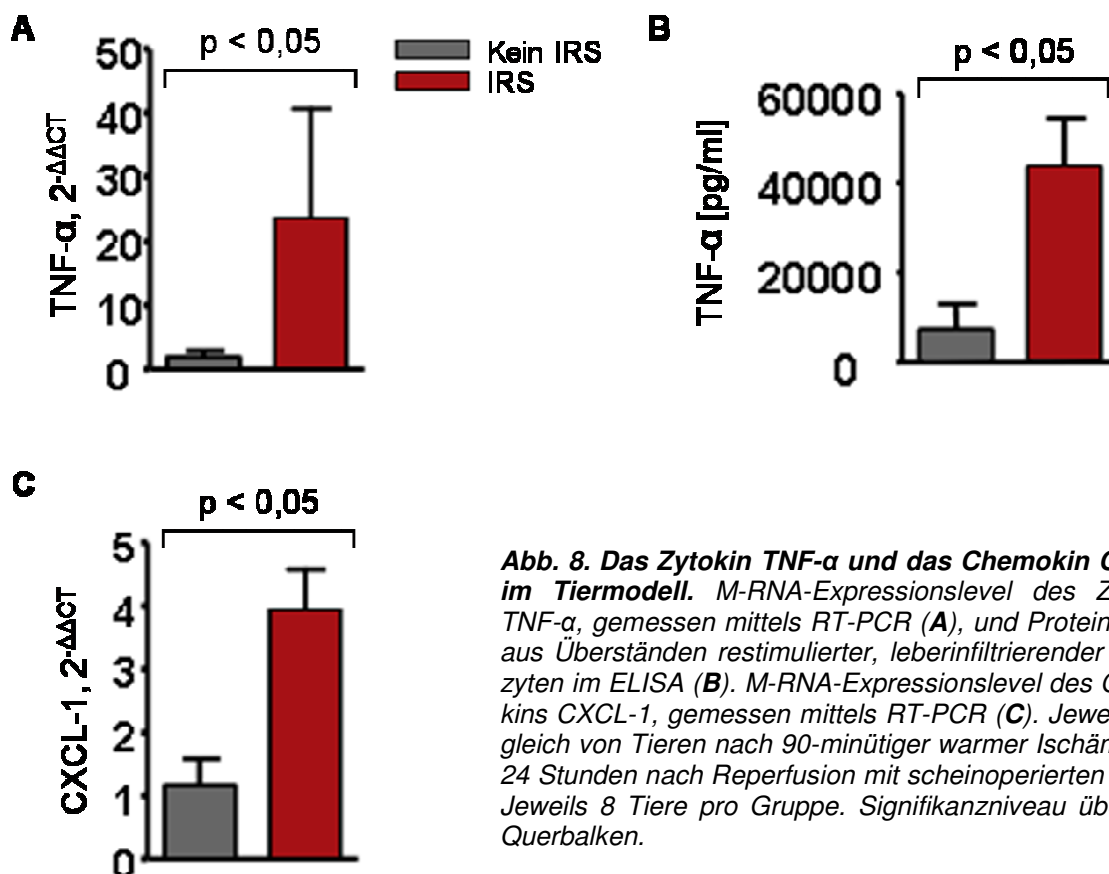 A
p < 0,05
Kein IRS
IRS
TNF-α, 2-ΔΔCT
50
40
30
20
10
0
B
p < 0,05
TNF-α [pg/ml]
60000
40000
20000
0
C
p < 0,05
CXCL-1, 2-ΔΔCT
5
4
3
2
1
0
Abb. 8. Das Zytokin TNF-α und das Chemokin
im Tiermodell. M-RNA-Expressionslevel des
TNF-α, gemessen mittels RT-PCR (A), und Protein
aus Überständen restimulierter, leberinfiltrierender
zyten im ELISA (B). M-RNA-Expressionslevel des
kins CXCL-1, gemessen mittels RT-PCR (C).
gleich von Tieren nach 90-minütiger warmer
24 Stunden nach Reperfusion mit scheinoperierten
Jeweils 8 Tiere pro Gruppe. Signifikanzniveau
Querbalken.